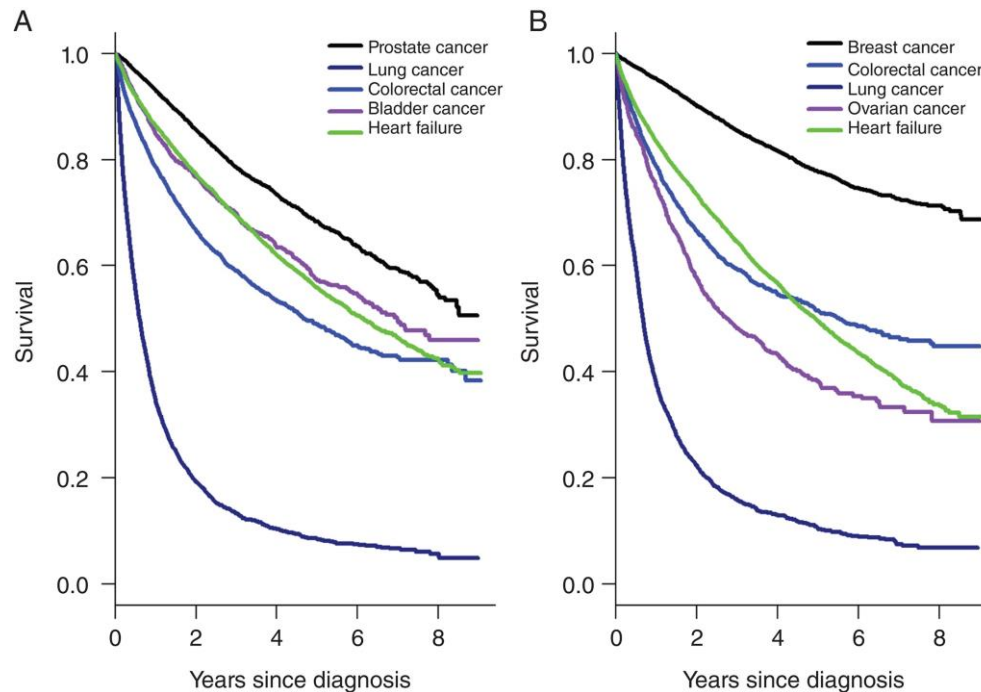 A
Prostate cancer
Lung cancer
Colorectal cancer
Bladder cancer
Heart failure
1.0
0.8
0.6
0.4
0.2
0.0
Survival
0 2 4 6 8
Years since diagnosis
B
Breast cancer
Colorectal cancer
Lung cancer
Ovarian cancer
Heart failure
1.0
0.8
0.6
0.4
0.2
0.0
Survival
0 2 4 6 8
Years since diagnosis